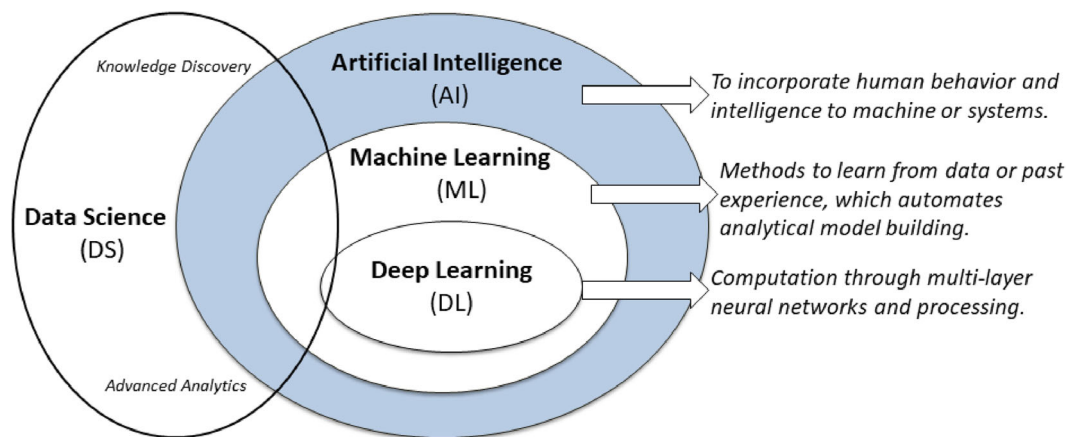 Knowledge Discovery
Data Science
(DS)
Advanced Analytics
Artificial Intelligence
(AI)
Machine Learning
(ML)
Deep Learning
(DL)
To incorporate human behavior and
intelligence to machine or systems.
Methods to learn from data or past
experience, which automates
analytical model building.
Computation through multi-layer
neural networks and processing.